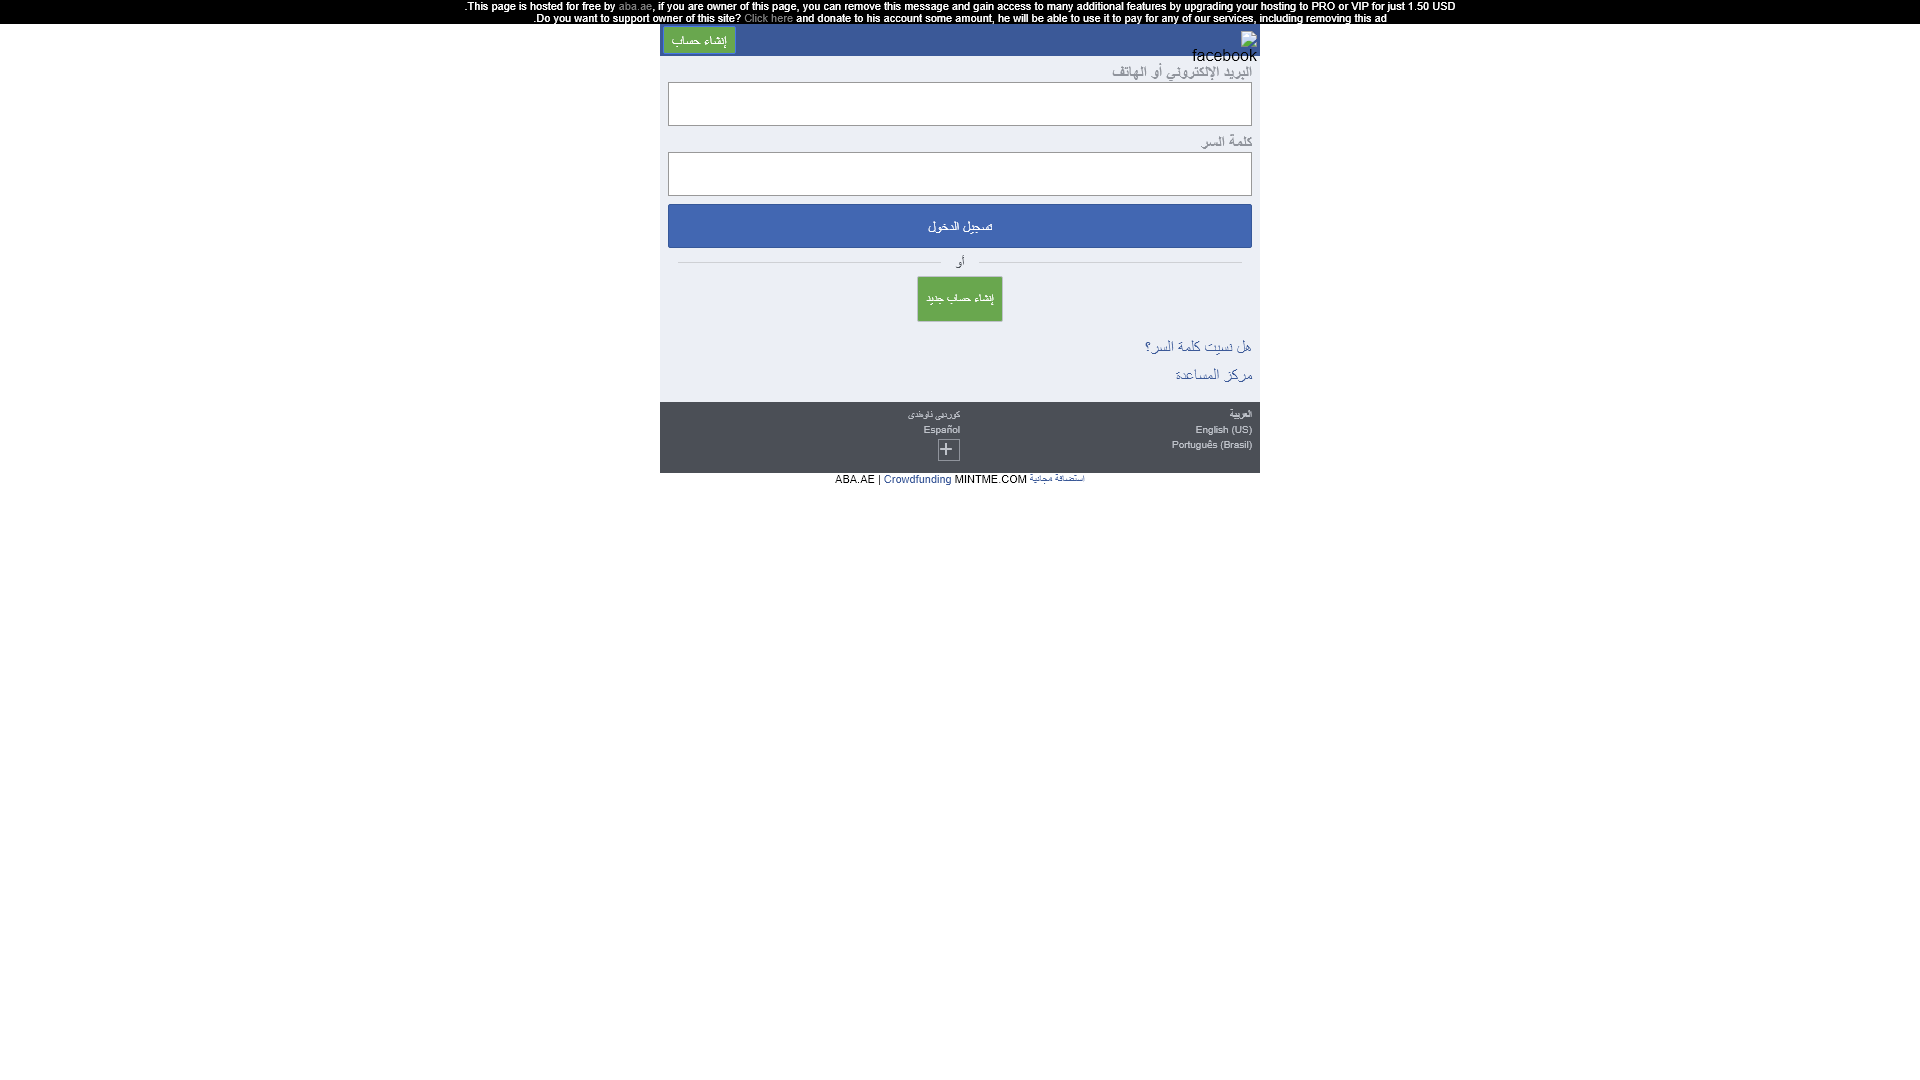 .This page is hosted for free by aba.ae, if you are owner of this page, you can remove this message and gain access to many additional features by upgrading your hosting to PRO or VIP for just 1.50 USD
.Do you want to support owner of this site? Click here and donate to his account some amount, he will be able to use it to pay for any of our services, including removing this ad
facebook
إنشاء حساب
البريد الإلكتروني أو الهاتف
كلمة السر
تسجيل الدخول
أو
إنشاء حساب جديد
هل نسيت كلمة السر؟
مركز المساعدة
العربية
English (US)
Português (Brasil)
کوردیی ناوەندی
Español
ABA.AE | Crowdfunding MINTME.COM استضافة مجانية